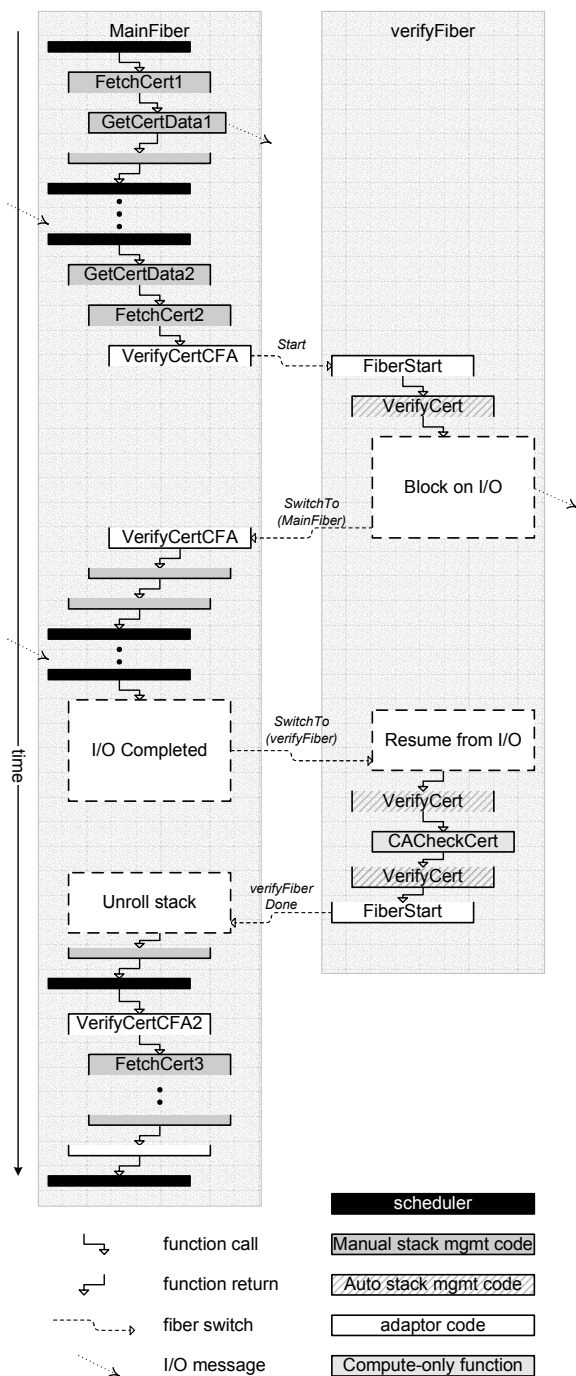 MainFiber
verifyFiber
FetchCert1
GetCertData1
GetCertData2
FetchCert2
VerifyCertCFA
Start
FiberStart
VerifyCert
Block on I/O
SwitchTo
(MainFiber)
VerifyCertCFA
time
I/O Completed
SwitchTo
(verifyFiber)
Resume from I/O
VerifyCert
CACheckCert
VerifyCert
Unroll stack
verifyFiber
Done
FiberStart
VerifyCertCFA2
FetchCert3
scheduler
function call
Manual stack mgmt code
function return
Auto stack mgmt code
fiber switch
adaptor code
I/O message
Compute-only function